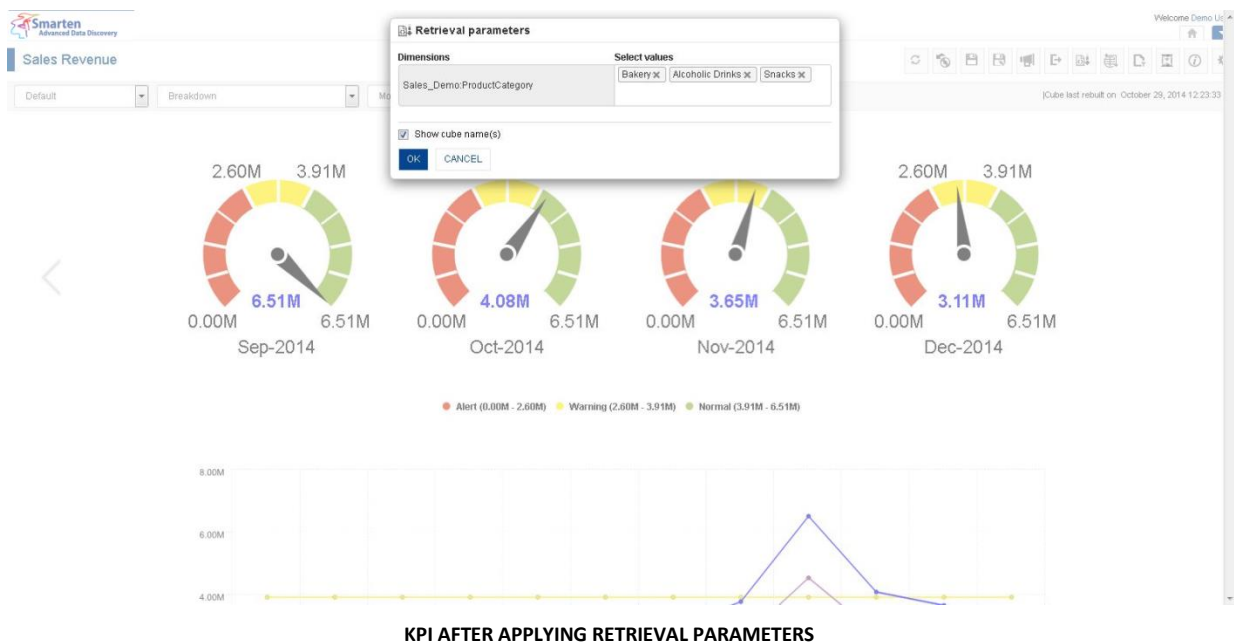 Smarten
Advanced Data Discovery
Welcome Demo Us
Sales Revenue
Default
Breakdown
Mo
|Cube last rebuilt on October 29, 2014 12:23:33
Retrieval parameters
Dimensions
Select values
Sales_Demo:ProductCategory
Bakery x Alcoholic Drinks x Snacks x
Show cube name(s)
OK CANCEL
2.60M 3.91M
2.60M 3.91M
6.51M
4.08M
3.65M
3.11M
0.00M 6.51M
0.00M 6.51M
0.00M 6.51M
0.00M 6.51M
Sep-2014
Oct-2014
Nov-2014
Dec-2014
Alert (0.00M - 2.60M) Warning (2.60M - 3.91M) Normal (3.91M - 6.51M)
8.00M
6.00M
4.00M
KPI AFTER APPLYING RETRIEVAL PARAMETERS